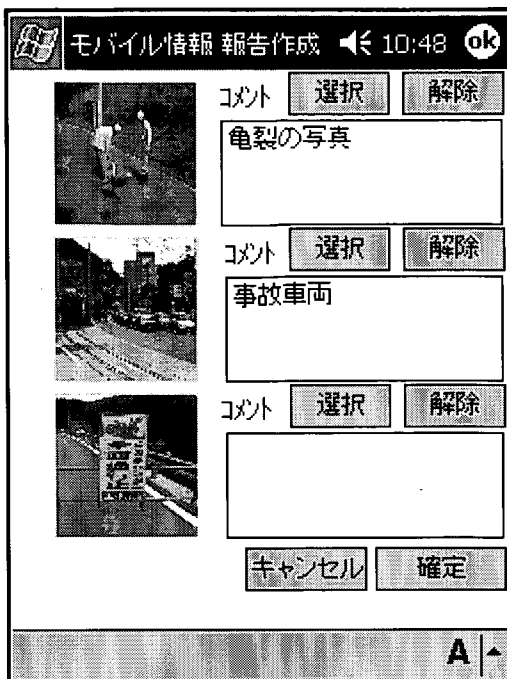 モバイル情報 報告作成 10:48 ok
コメント 選択 解除
亀裂の写真
コメント 選択 解除
事故車両
コメント 選択 解除
キャンセル 確定
A